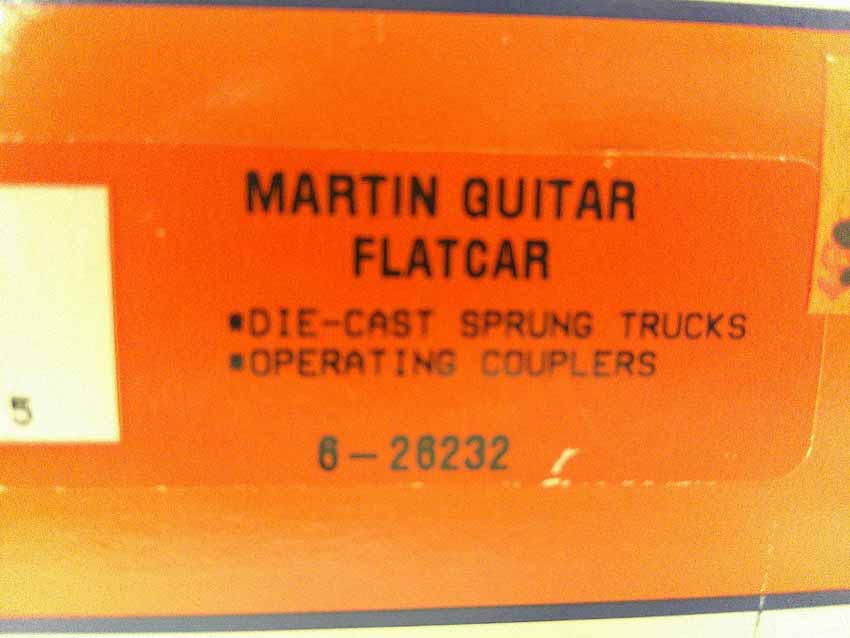 MARTIN GUITAR
FLATCAR
*DIE-CAST SPRUNG TRUCKS
*OPERATING COUPLERS
6-26232
5